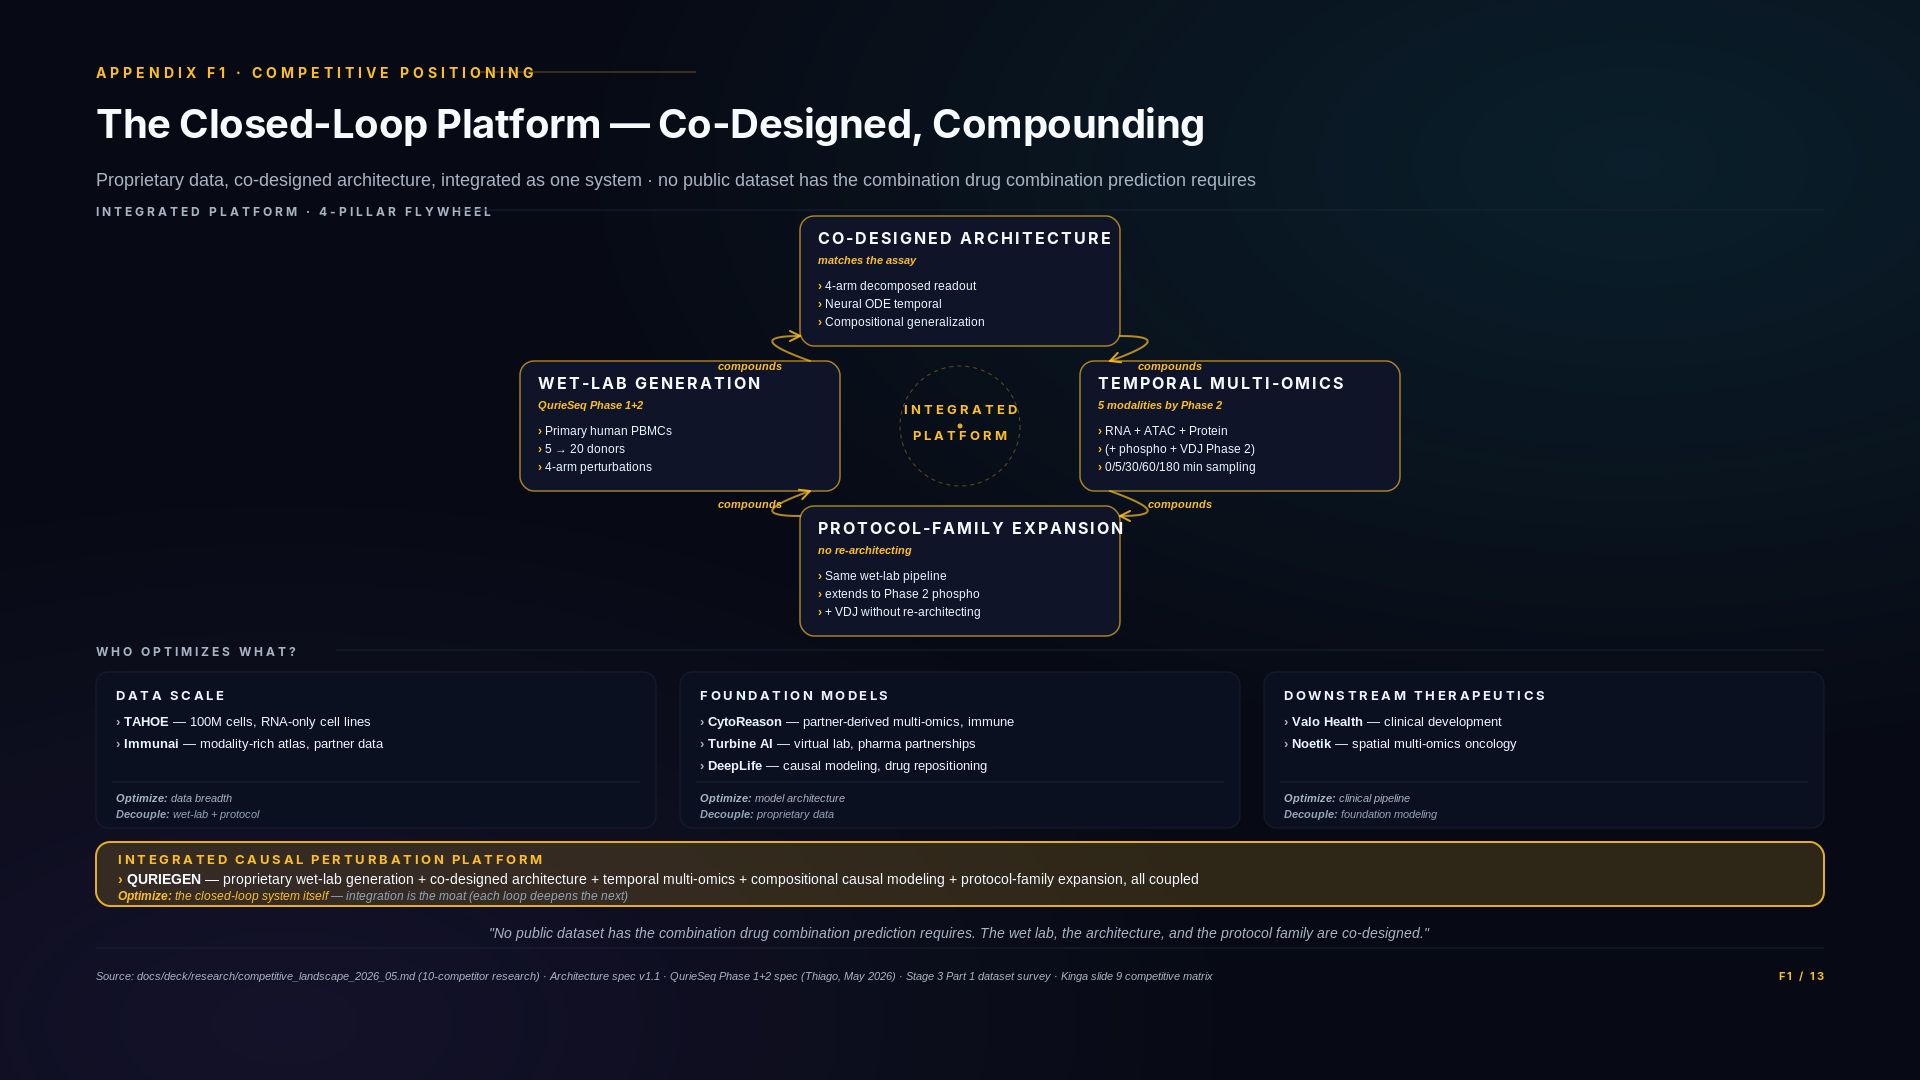 APPENDIX F1 · COMPETITIVE POSITIONING
The Closed-Loop Platform — Co-Designed, Compounding
Proprietary data, co-designed architecture, integrated as one system · no public dataset has the combination drug combination prediction requires
INTEGRATED PLATFORM · 4-PILLAR FLYWHEEL
CO-DESIGNED ARCHITECTURE
matches the assay
› 4-arm decomposed readout
› Neural ODE temporal
› Compositional generalization
compounds
compounds
WET-LAB GENERATION
QurieSeq Phase 1+2
› Primary human PBMCs
› 5 → 20 donors
› 4-arm perturbations
INTEGRATED
PLATFORM
TEMPORAL MULTI-OMICS
5 modalities by Phase 2
› RNA + ATAC + Protein
› (+ phospho + VDJ Phase 2)
› 0/5/30/60/180 min sampling
compounds
compounds
PROTOCOL-FAMILY EXPANSION
no re-architecting
› Same wet-lab pipeline
› extends to Phase 2 phospho
› + VDJ without re-architecting
WHO OPTIMIZES WHAT?
DATA SCALE
› TAHOE — 100M cells, RNA-only cell lines
› Immunai — modality-rich atlas, partner data
Optimize: data breadth
Decouple: wet-lab + protocol
FOUNDATION MODELS
› CytoReason — partner-derived multi-omics, immune
› Turbine AI — virtual lab, pharma partnerships
› DeepLife — causal modeling, drug repositioning
Optimize: model architecture
Decouple: proprietary data
DOWNSTREAM THERAPEUTICS
› Valo Health — clinical development
› Noetik — spatial multi-omics oncology
Optimize: clinical pipeline
Decouple: foundation modeling
INTEGRATED CAUSAL PERTURBATION PLATFORM
› QURIEGEN — proprietary wet-lab generation + co-designed architecture + temporal multi-omics + compositional causal modeling + protocol-family expansion, all coupled
Optimize: the closed-loop system itself — integration is the moat (each loop deepens the next)
"No public dataset has the combination drug combination prediction requires. The wet lab, the architecture, and the protocol family are co-designed."
Source: docs/deck/research/competitive_landscape_2026_05.md (10-competitor research) · Architecture spec v1.1 · QurieSeq Phase 1+2 spec (Thiago, May 2026) · Stage 3 Part 1 dataset survey · Kinga slide 9 competitive matrix
F1 / 13